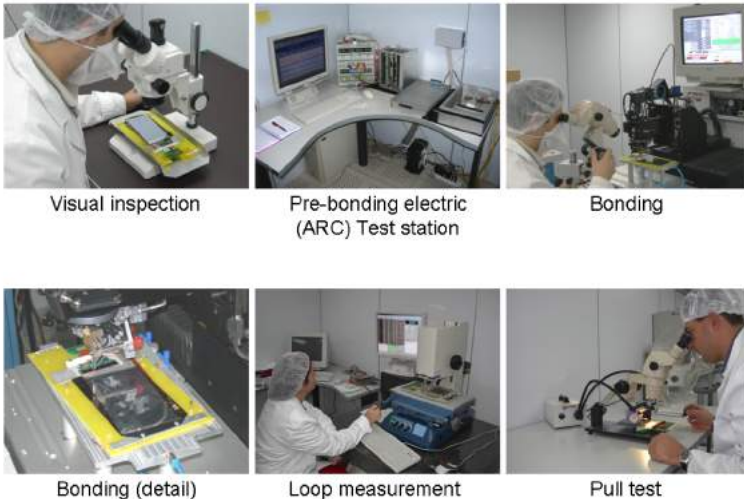 Visual inspection
Pre-bonding electric
(ARC) Test station
Bonding
Bonding (detail)
Loop measurement
Pull test